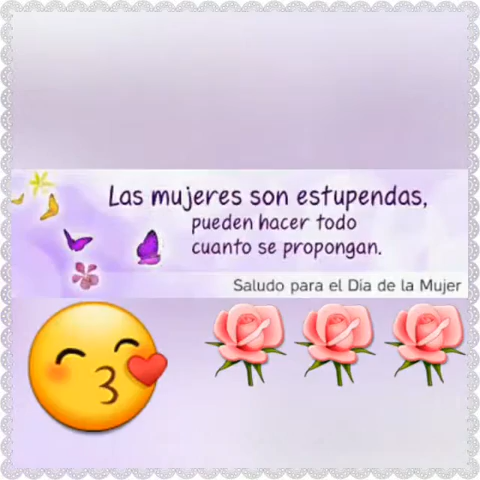 Las mujeres son estupendas,
pueden hacer todo
cuanto se propongan.
Saludo para el Día de la Mujer